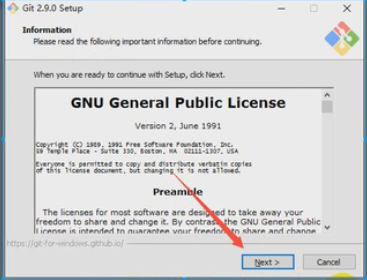 Git 2.9.0 Setup
Information
Please read the following important information before continuing.
When you are ready to continue with Setup, click Next.
GNU General Public License
Version 2, June 1991
Copyright (C) 1989, 1991 Free Software Foundation, Inc.
59 Temple Place - Suite 330, Boston, MA 02111-1307, USA
Everyone is permitted to copy and distribute verbatim copies
of this license document, but changing it is not allowed.
Preamble
The licenses for most software are designed to take away your
freedom to share and change it. By contrast, the GNU General Public
License is intended to guarantee your freedom to share and change
https://git-for-windows.github.io/
Next >
Cancel